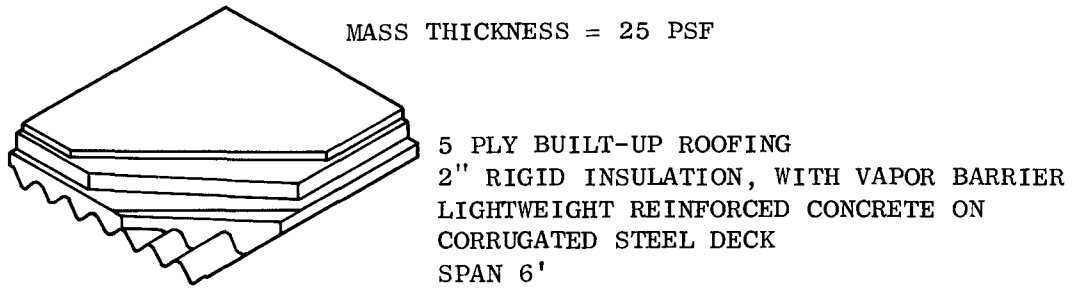 MASS THICKNESS = 25 PSF
5 PLY BUILT-UP ROOFING
2" RIGID INSULATION, WITH VAPOR BARRIER
LIGHTWEIGHT REINFORCED CONCRETE ON
CORRUGATED STEEL DECK
SPAN 6'